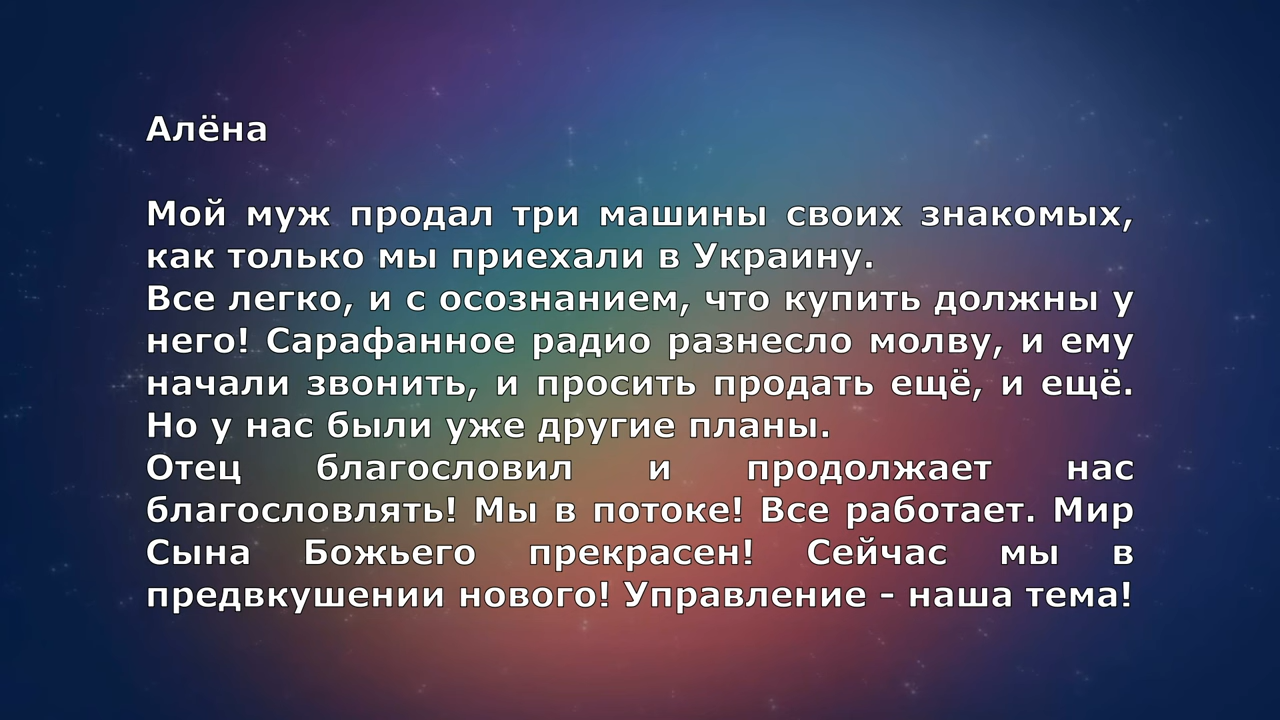 Алёна
Мой муж продал три машины своих знакомых,
как только мы приехали в Украину.
Все легко, и с осознанием, что купить должны у
него! Сарафанное радио разнесло молву, и ему
начали звонить, и просить продать ещё, и ещё.
Но у нас были уже другие планы.
Отец благословил и продолжает нас
благословлять! Мы в потоке! Все работает. Мир
Сына Божьего прекрасен! Сейчас мы в
предвкушении нового! Управление - наша тема!